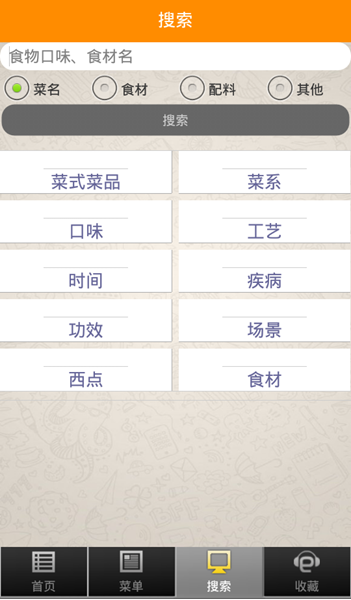 搜索
食物口味、食材名
菜名 食材 配料 其他
搜索
菜式菜品 菜系
口味 工艺
时间 疾病
功效 场景
西点 食材
首页 菜单 搜索 收藏